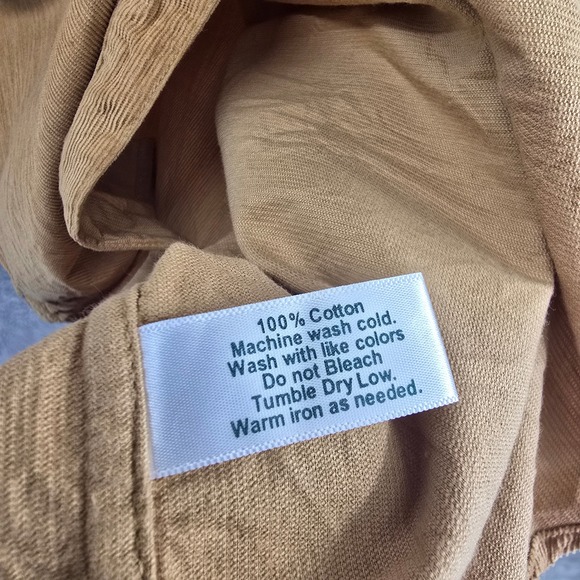 100% Cotton
Machine wash cold.
Wash with like colors
Do not Bleach
Tumble Dry Low.
Warm iron as needed.